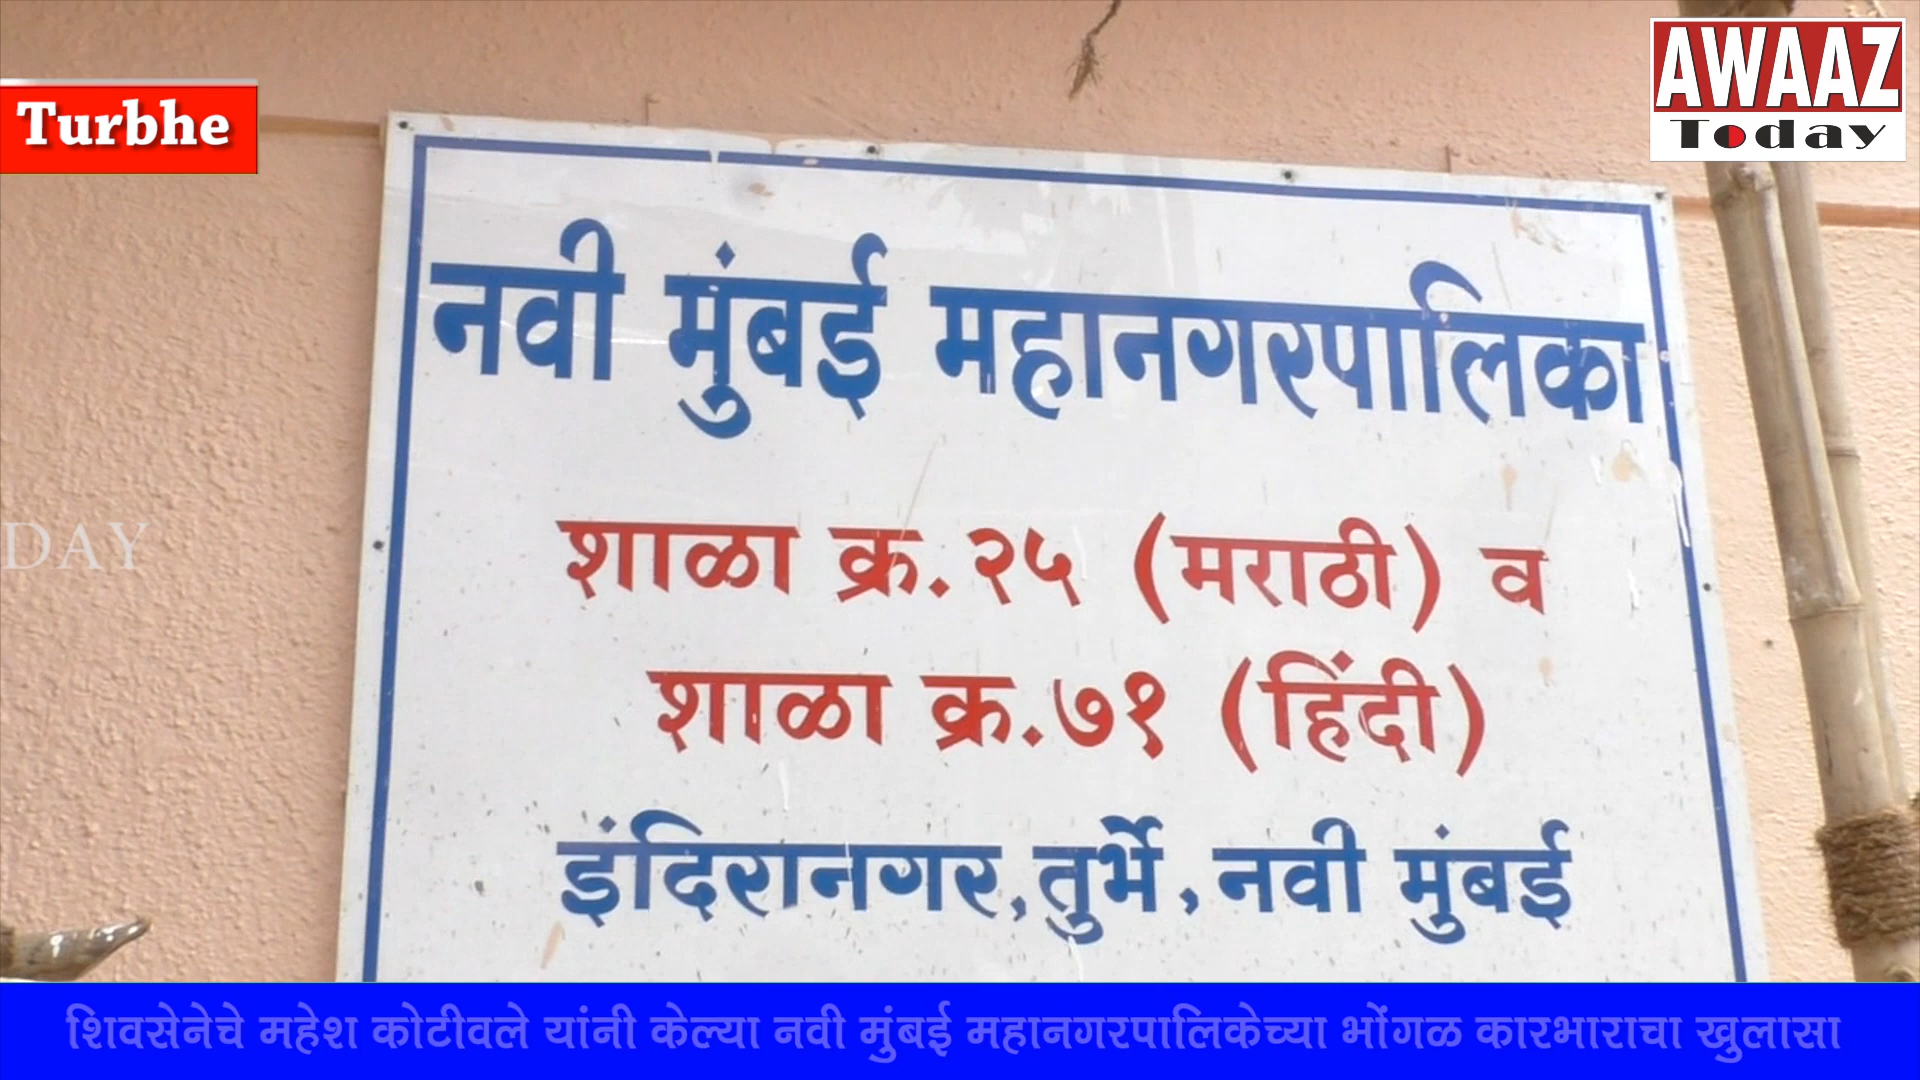 AWAAZ
Today
Turbhe
नवी मुंबई महानगरपालिका
शाळा क्र.२५ (मराठी) व
शाळा क्र.७१ (हिंदी)
DAY
इंदिरानगर, तुर्भे, नवी मुंबई
शिवसेनेचे महेश कोटीवले यांनी केल्या नवी मुंबई महानगरपालिकेच्या भोंगळ कारभाराचा खुलासा